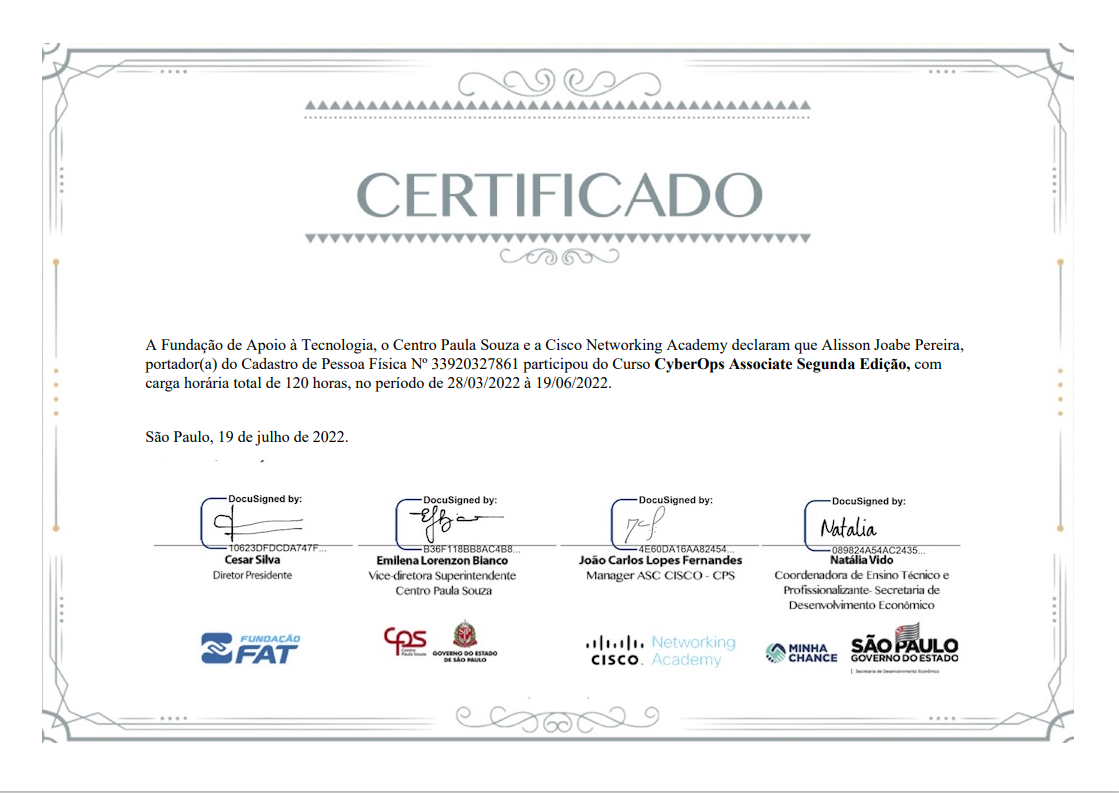 CERTIFICADO
A Fundação de Apoio à Tecnologia, o Centro Paula Souza e a Cisco Networking Academy declaram que Alisson Joabe Pereira,
portador(a) do Cadastro de Pessoa Física Nº 33920327861 participou do Curso CyberOps Associate Segunda Edição, com
carga horária total de 120 horas, no período de 28/03/2022 à 19/06/2022.
São Paulo, 19 de julho de 2022.
DocuSigned by:
10623DFDCDA747F...
Cesar Silva
Diretor Presidente
FUNDAÇÃO
FAT
DocuSigned by:
B36F118BB8AC4B8...
Emilena Lorenzon Bianco
Vice-diretora Superintendente
Centro Paula Souza
CPS
Centro
Paula Souza
GOVERNO DO ESTADO
DE SÃO PAULO
DocuSigned by:
4E60DA16AA82454...
João Carlos Lopes Fernandes
Manager ASC CISCO - CPS
CISCO.
Networking
Academy
DocuSigned by:
Natalia
089824A54AC2435...
Natália Vido
Coordenadora de Ensino Técnico e
Profissionalizante- Secretaria de
Desenvolvimento Econômico
MINHA
CHANCE
SÃO PAULO
GOVERNO DO ESTADO
Secretaria de Desenvolvimento Econômico